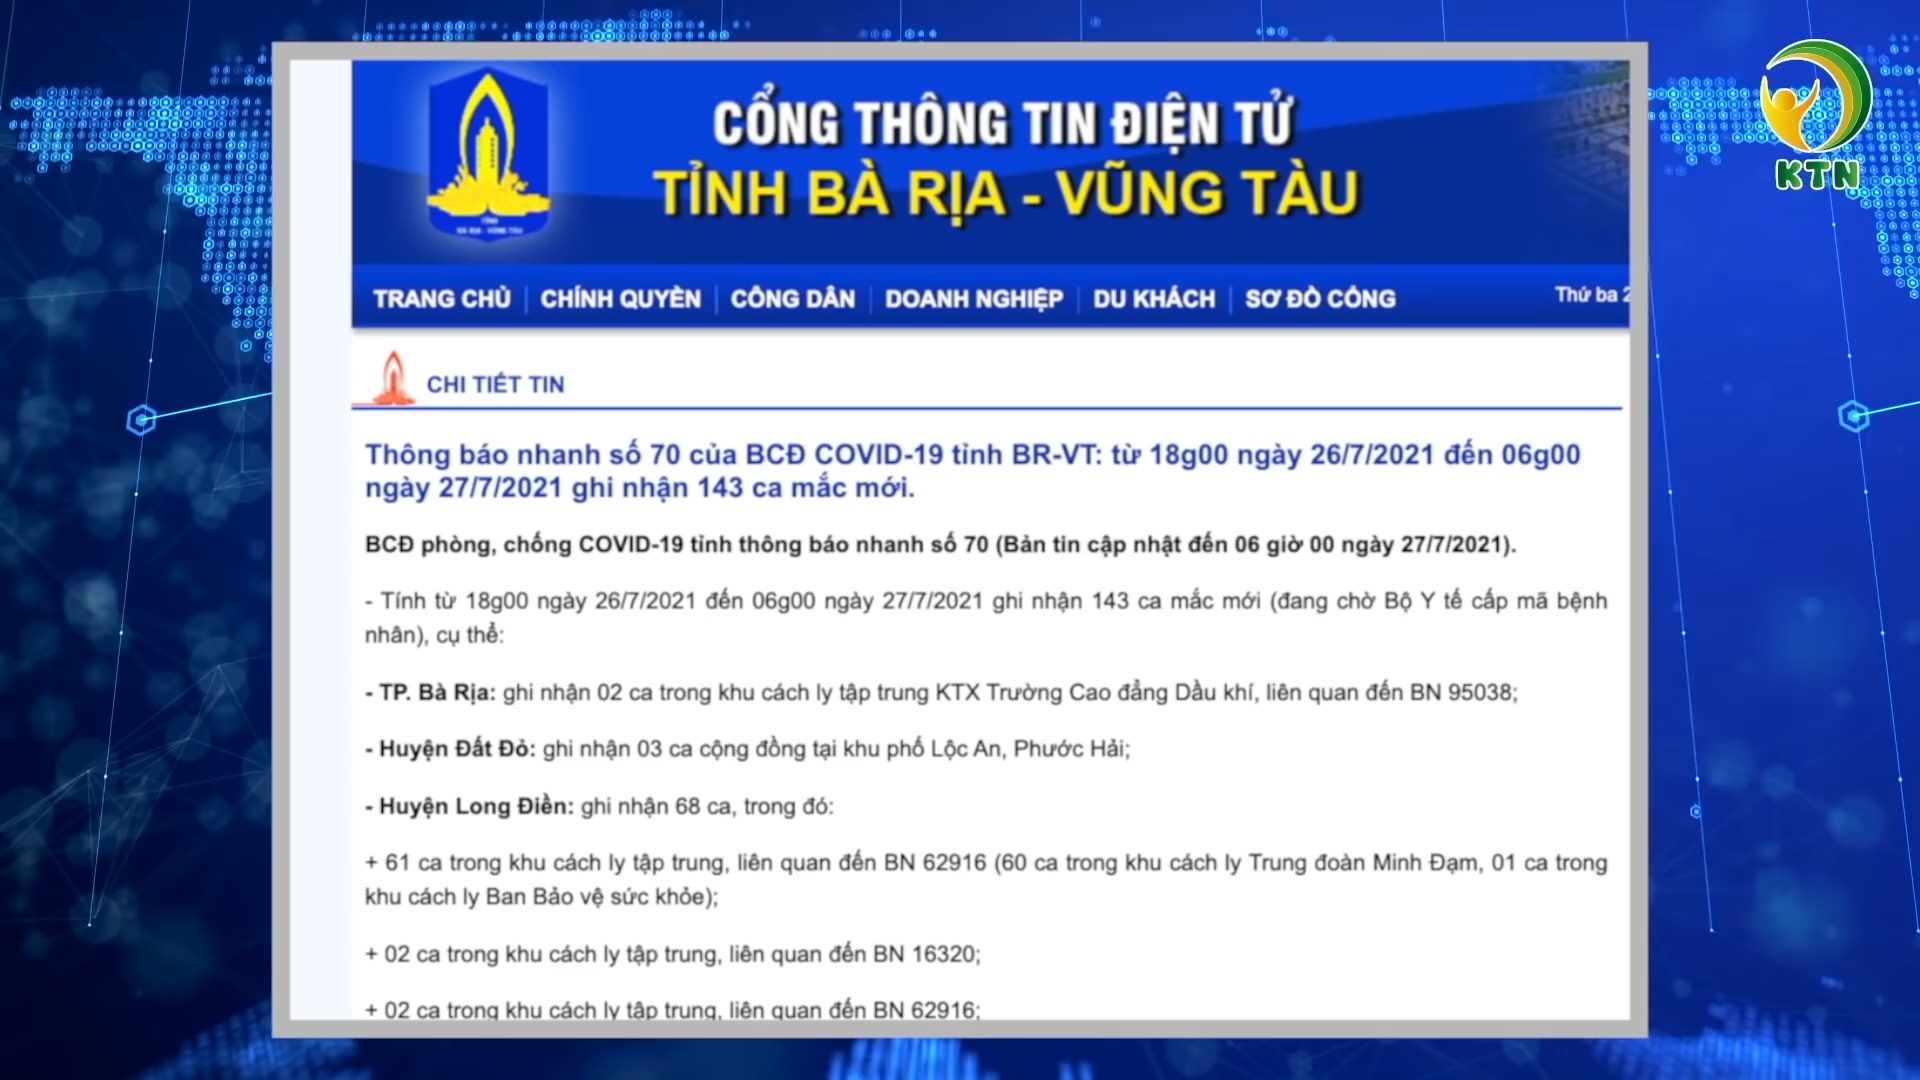 CỔNG THÔNG TIN ĐIỆN TỬ
TỈNH BÀ RỊA - VŨNG TÀU
KTN
TỈNH
BÀ RỊA - VŨNG TÀU
TRANG CHỦ CHÍNH QUYỀN CÔNG DÂN DOANH NGHIỆP DU KHÁCH SƠ ĐỒ CỔNG Thứ ba 2
CHI TIẾT TIN
Thông báo nhanh số 70 của BCĐ COVID-19 tỉnh BR-VT: từ 18g00 ngày 26/7/2021 đến 06g00
ngày 27/7/2021 ghi nhận 143 ca mắc mới.
BCĐ phòng, chống COVID-19 tỉnh thông báo nhanh số 70 (Bản tin cập nhật đến 06 giờ 00 ngày 27/7/2021).
- Tính từ 18g00 ngày 26/7/2021 đến 06g00 ngày 27/7/2021 ghi nhận 143 ca mắc mới (đang chờ Bộ Y tế cấp mã bệnh
nhân), cụ thể:
- TP. Bà Rịa: ghi nhận 02 ca trong khu cách ly tập trung KTX Trường Cao đẳng Dầu khí, liên quan đến BN 95038;
- Huyện Đất Đỏ: ghi nhận 03 ca cộng đồng tại khu phố Lộc An, Phước Hải;
- Huyện Long Điền: ghi nhận 68 ca, trong đó:
+ 61 ca trong khu cách ly tập trung, liên quan đến BN 62916 (60 ca trong khu cách ly Trung đoàn Minh Đạm, 01 ca trong
khu cách ly Ban Bảo vệ sức khỏe);
+ 02 ca trong khu cách ly tập trung, liên quan đến BN 16320;
+ 02 ca trong khu cách ly tập trung, liên quan đến BN 62916;